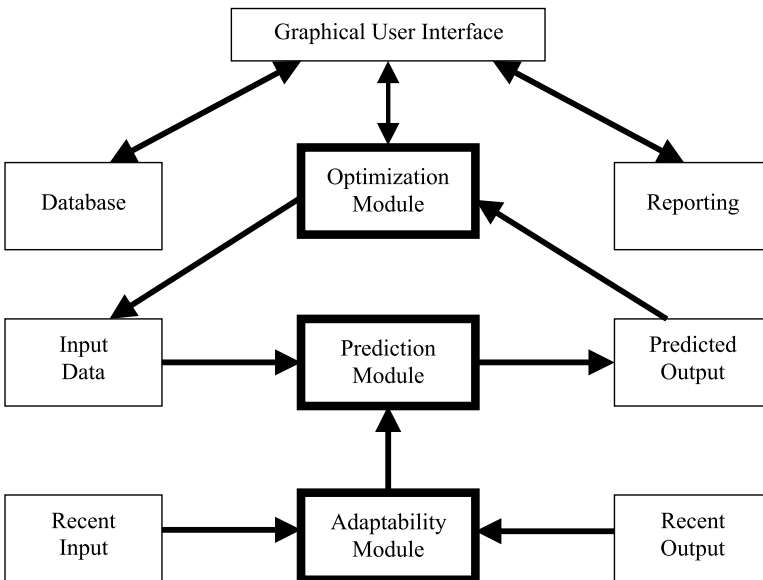 Graphical User Interface
Database
Optimization
Module
Reporting
Input
Data
Prediction
Module
Predicted
Output
Recent
Input
Adaptability
Module
Recent
Output